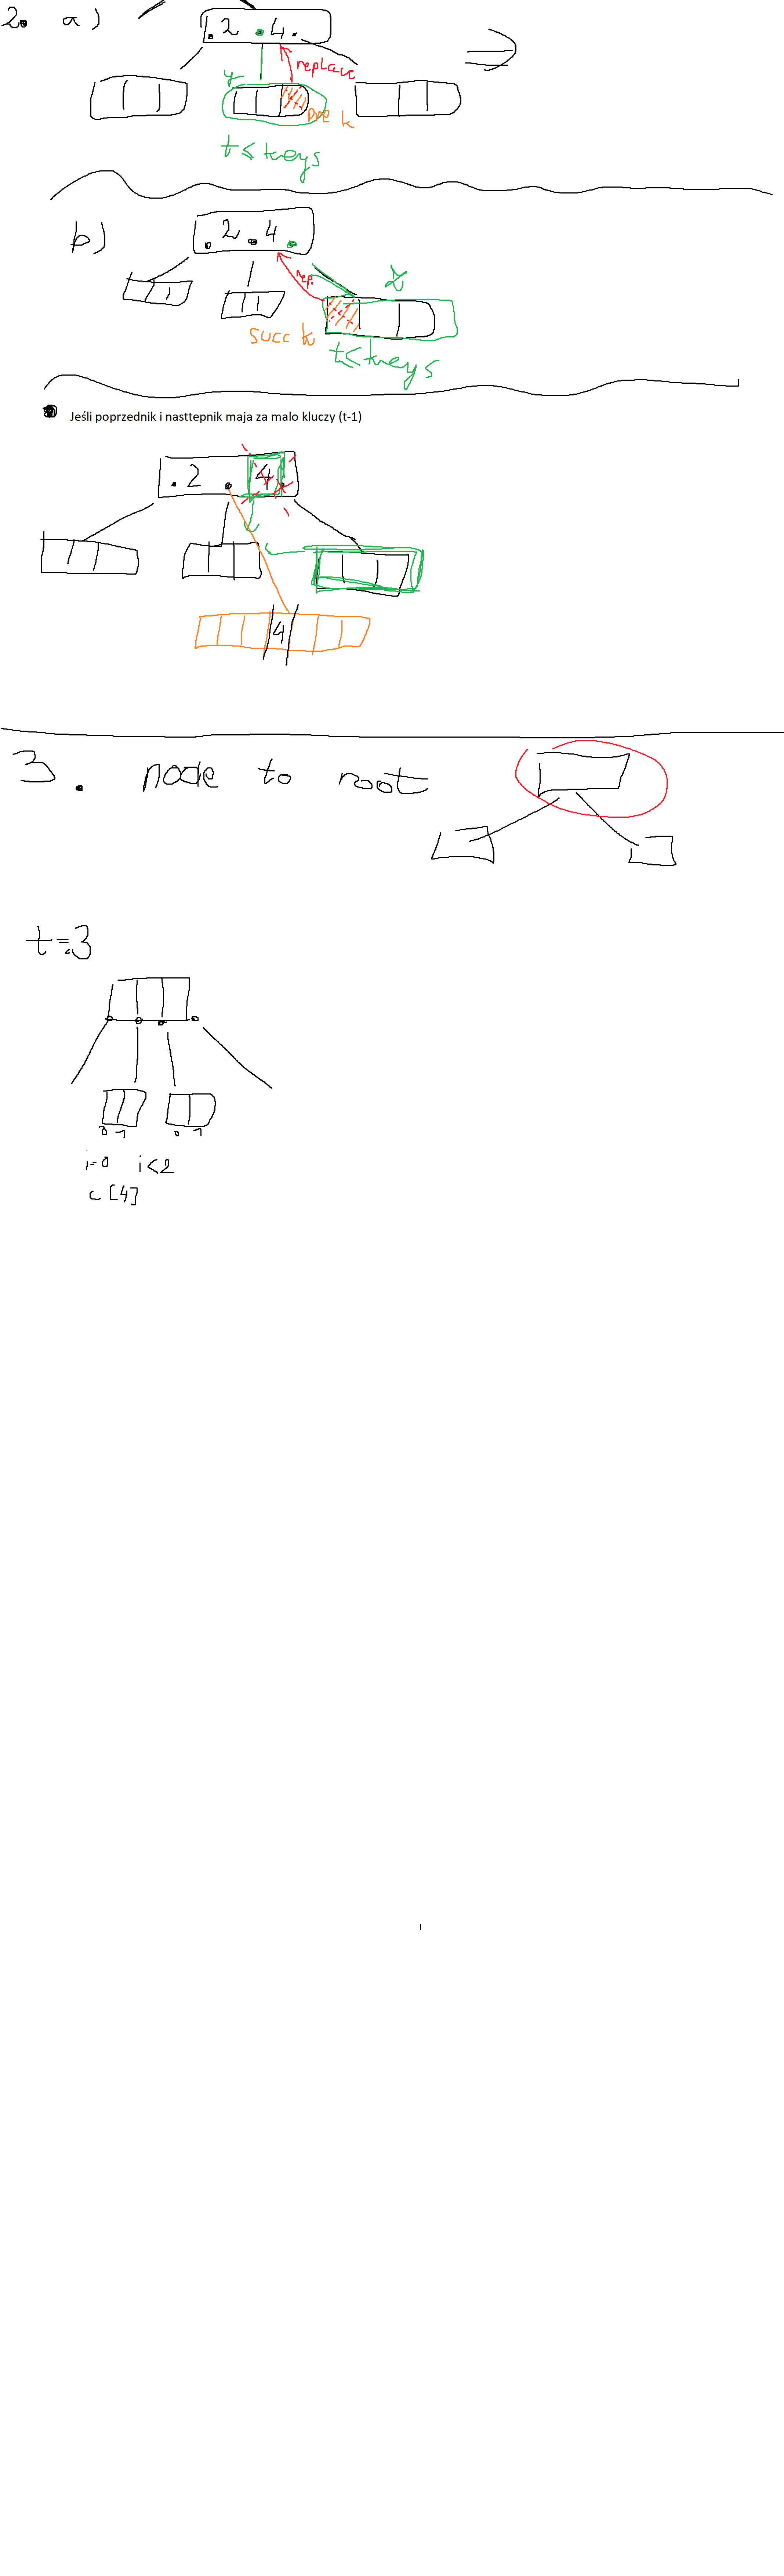 2. a)
.2 .4.
replace
y
pre k
t ≤ keys
b)
.2 .4.
rep.
z
succ k
t ≤ keys
Jeśli poprzednik i nasttepnik maja za malo kluczy (t-1)
.2 . 4.
4
3. node to root
t=3
0 1 0 1
i=0 i<2
c[4]